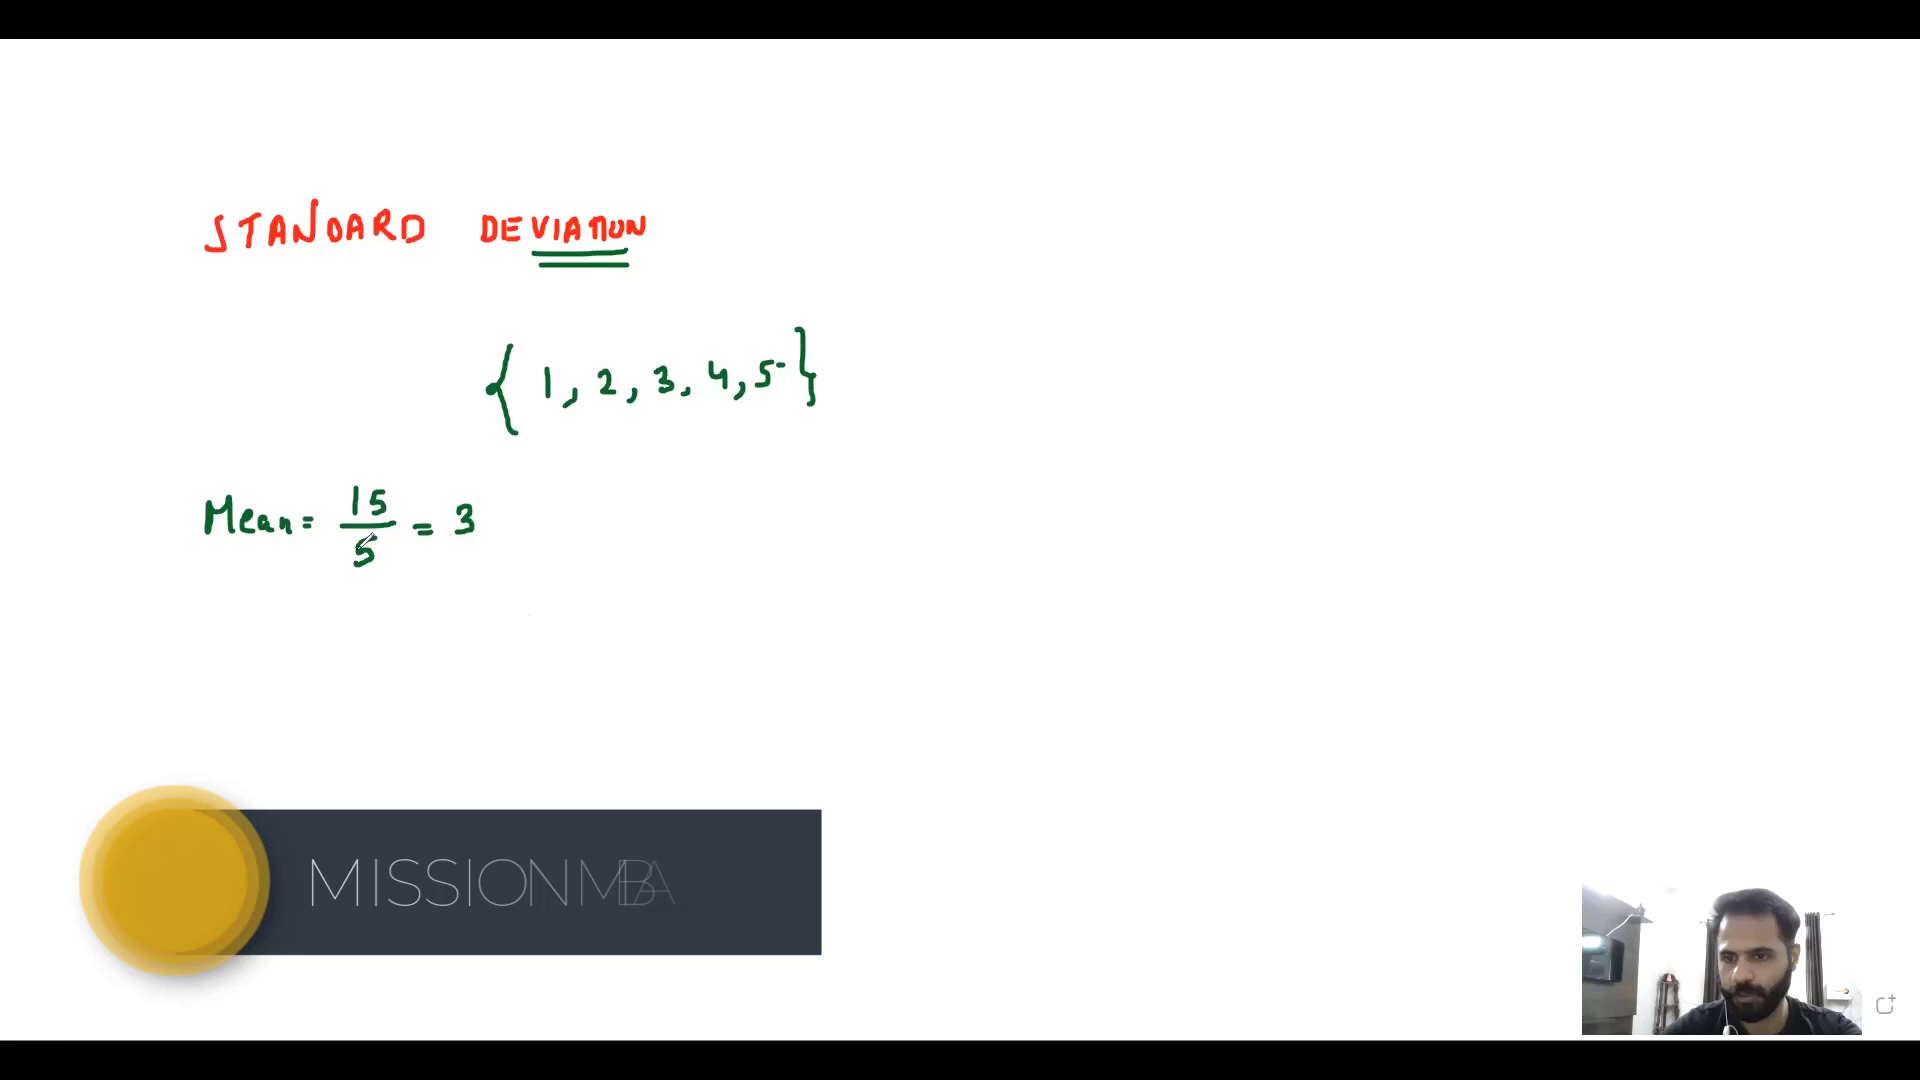 STANDARD DEVIATION
{ 1, 2, 3, 4, 5 }
Mean = 15/5 = 3
MISSION MBA